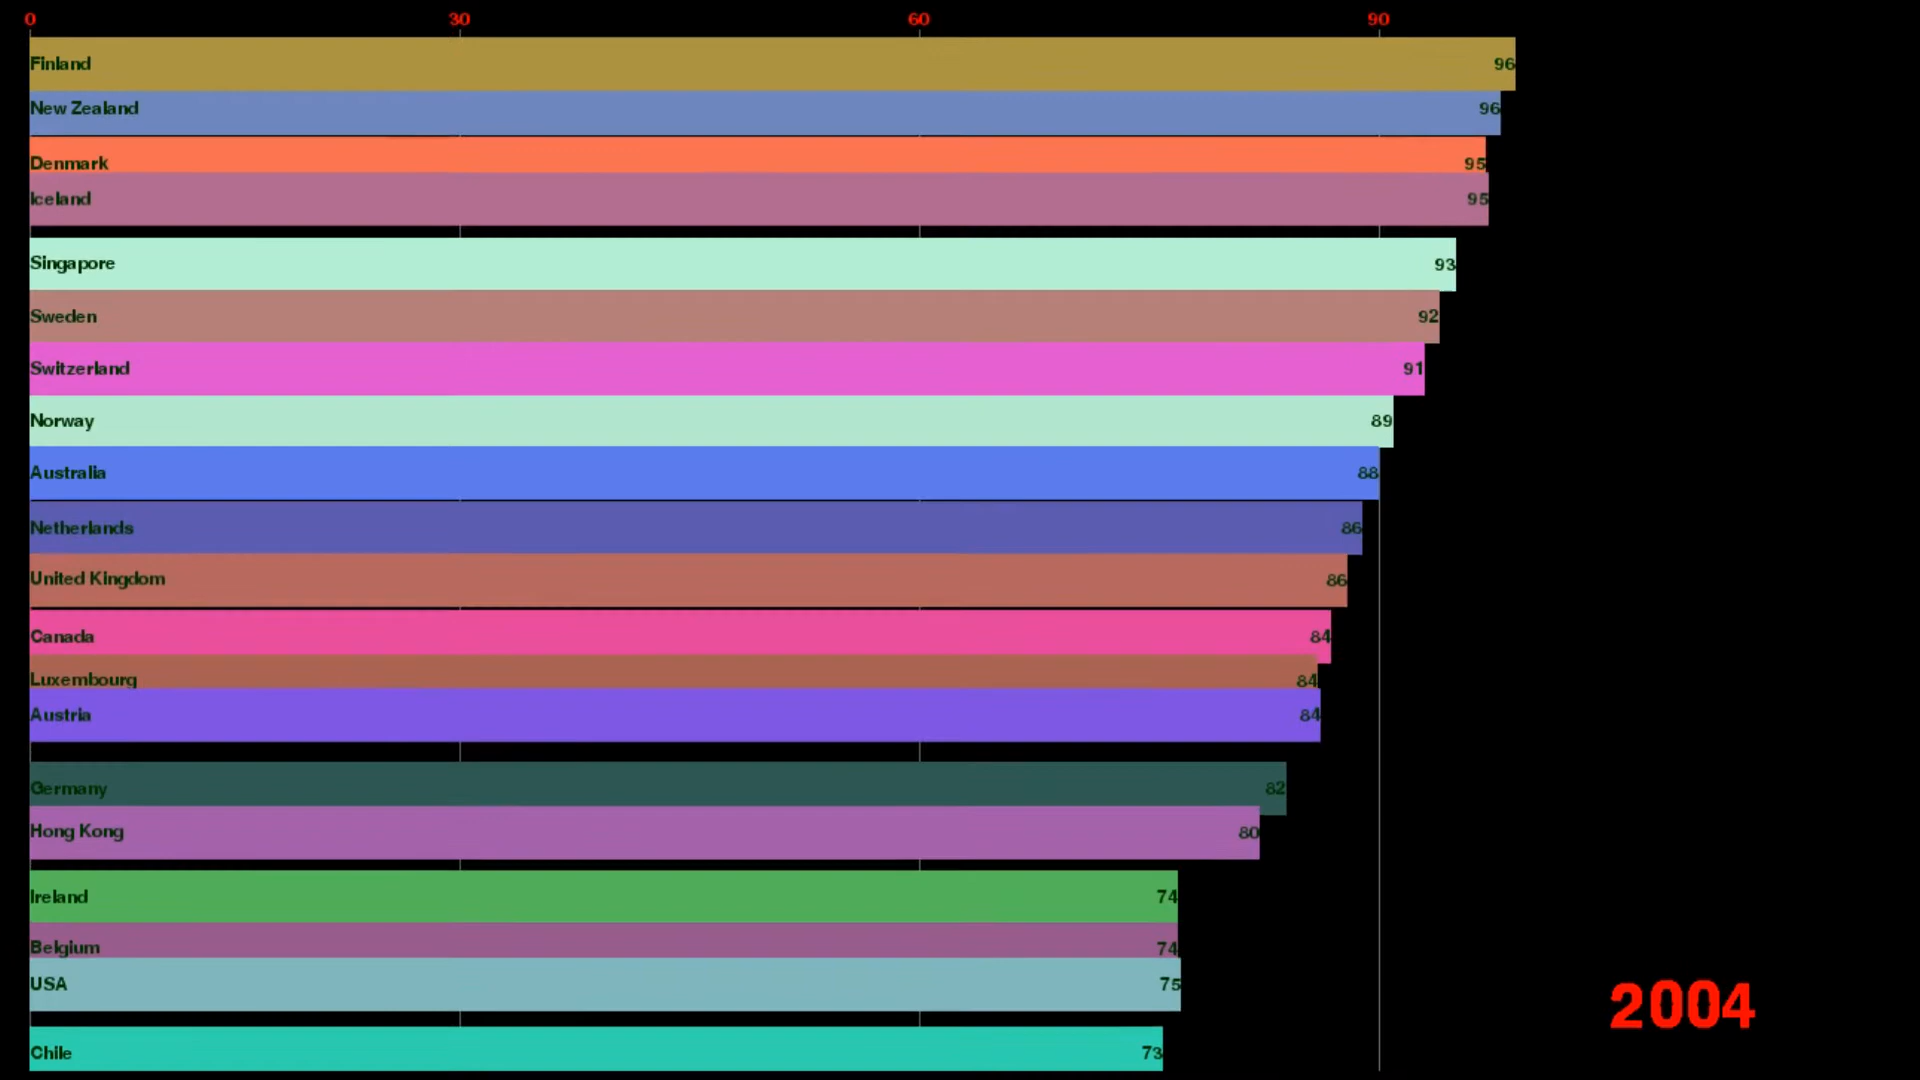 0 30 60 90
Finland 96
New Zealand 96
Denmark 95
Iceland 95
Singapore 93
Sweden 92
Switzerland 91
Norway 89
Australia 88
Netherlands 86
United Kingdom 86
Canada 84
Luxembourg 84
Austria 84
Germany 82
Hong Kong 80
Ireland 74
Belgium 74
USA 75
2004
Chile 73